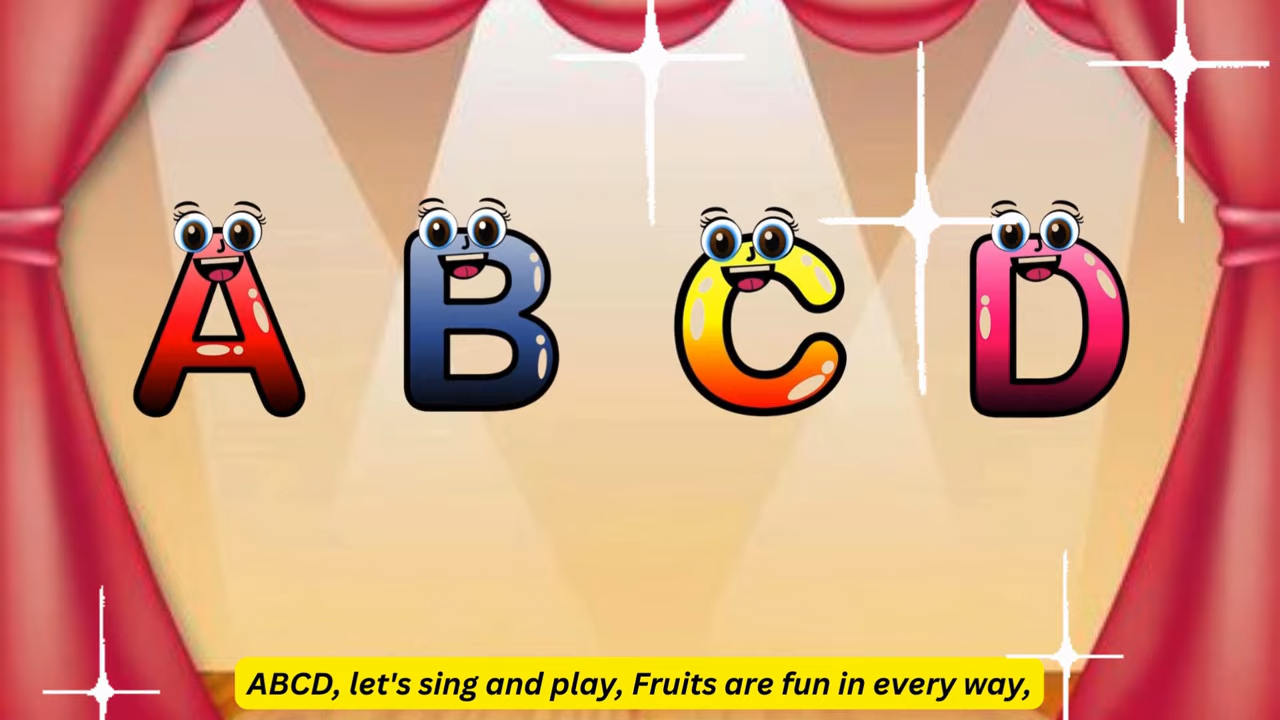 A B C D
ABCD, let's sing and play, Fruits are fun in every way,